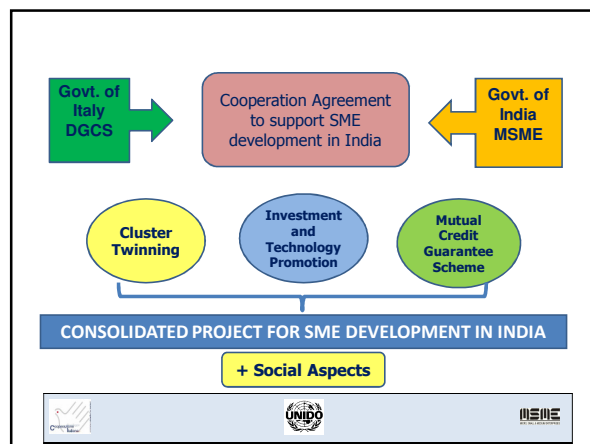 Govt. of
Italy
DGCS
Cooperation Agreement
to support SME
development in India
Govt. of
India
MSME
Cluster
Twinning
Investment
and
Technology
Promotion
Mutual
Credit
Guarantee
Scheme
CONSOLIDATED PROJECT FOR SME DEVELOPMENT IN INDIA
+ Social Aspects
UNIDO
MSME